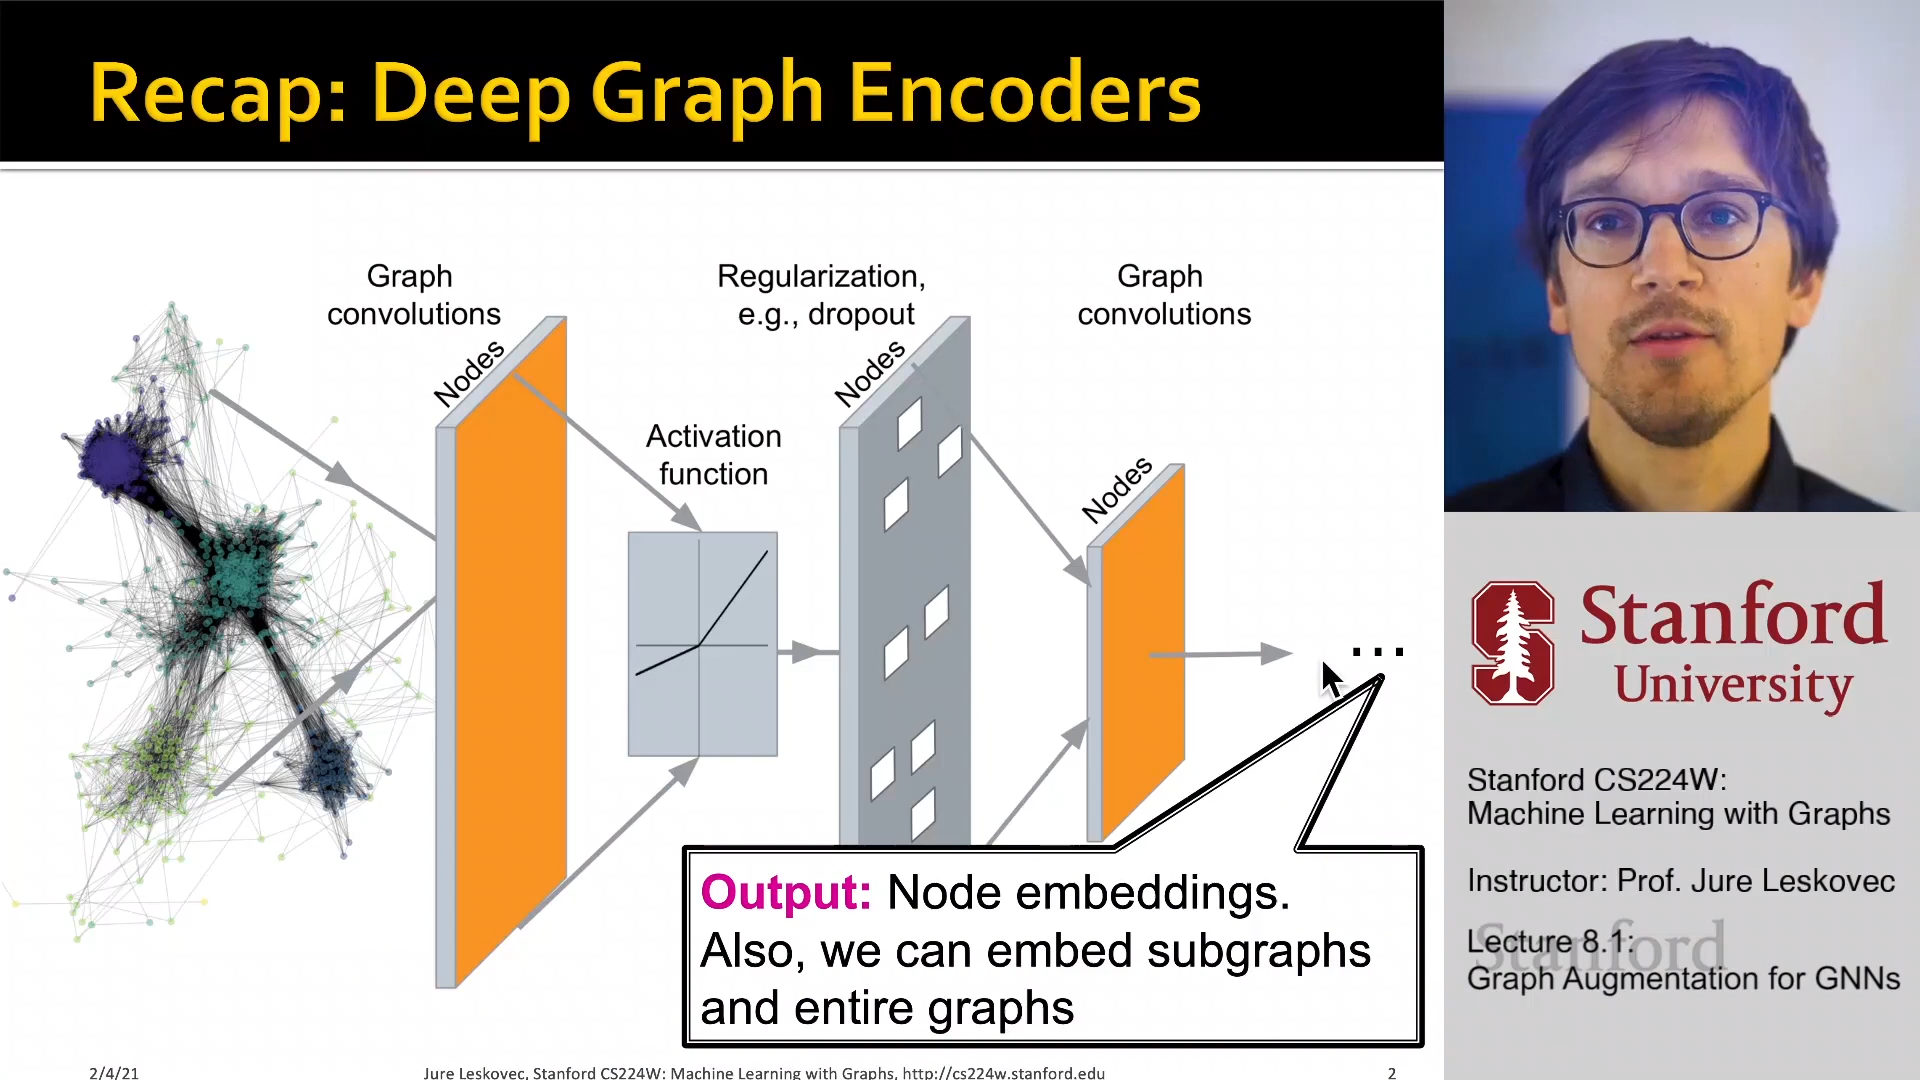 Recap: Deep Graph Encoders
Graph
convolutions
Regularization,
e.g., dropout
Graph
convolutions
Nodes
Nodes
Activation
function
Nodes
...
Output: Node embeddings.
Also, we can embed subgraphs
and entire graphs
2/4/21
Jure Leskovec, Stanford CS224W: Machine Learning with Graphs, http://cs224w.stanford.edu
2
S
Stanford
University
Stanford CS224W:
Machine Learning with Graphs
Instructor: Prof. Jure Leskovec
Stanford
Lecture 8.1:
Graph Augmentation for GNNs